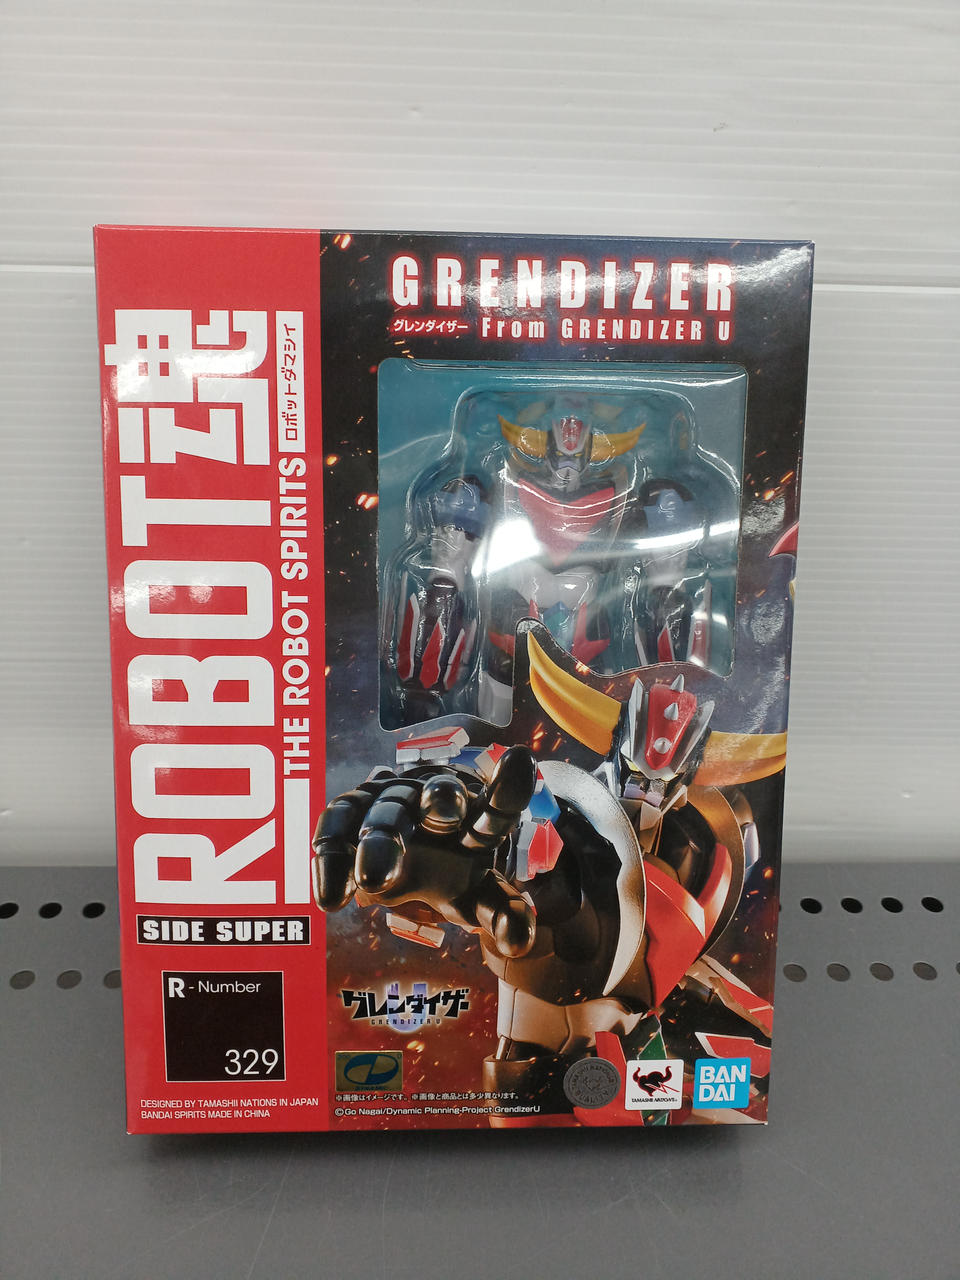 GRENDIZER
グレンダイザー From GRENDIZER U
ROBOT魂
ロボットダマシイ
THE ROBOT SPIRITS
SIDE SUPER
R - Number
329
DESIGNED BY TAMASHII NATIONS IN JAPAN
BANDAI SPIRITS MADE IN CHINA
グレンダイザー
GRENDIZER U
DYNAMIC
※画像はイメージです。 ※画像と商品とは多少異なります。
©Go Nagai/Dynamic Planning-Project GrendizerU
TAMASHII NATIONS
BAN
DAI